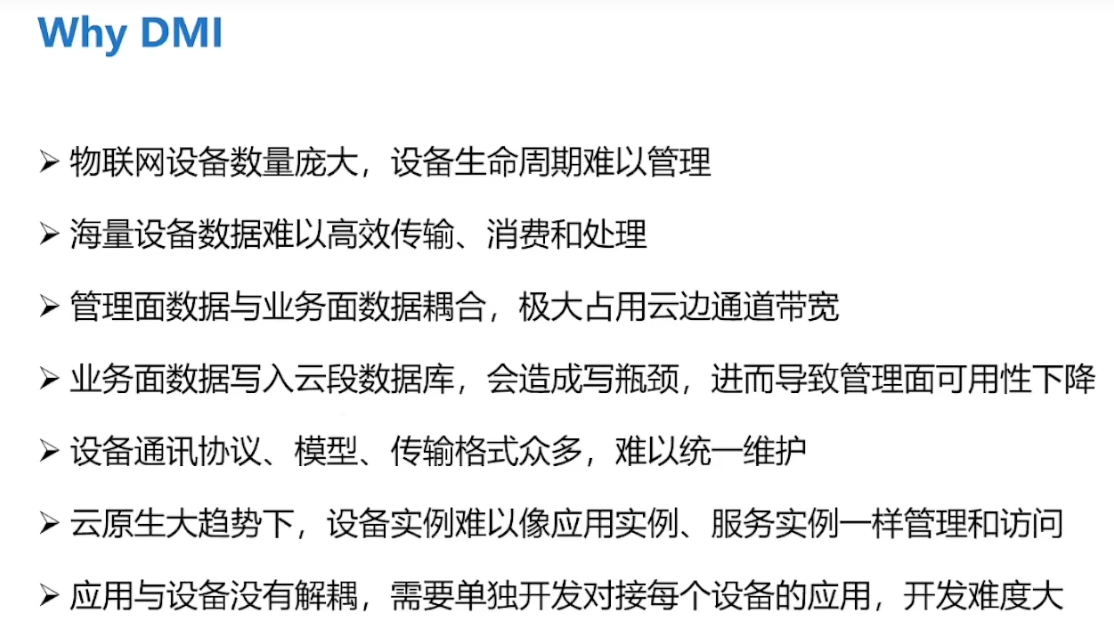 Why DMI
➢ 物联网设备数量庞大，设备生命周期难以管理
➢ 海量设备数据难以高效传输、消费和处理
➢ 管理面数据与业务面数据耦合，极大占用云边通道带宽
➢ 业务面数据写入云段数据库，会造成写瓶颈，进而导致管理面可用性下降
➢ 设备通讯协议、模型、传输格式众多，难以统一维护
➢ 云原生大趋势下，设备实例难以像应用实例、服务实例一样管理和访问
➢ 应用与设备没有解耦，需要单独开发对接每个设备的应用，开发难度大